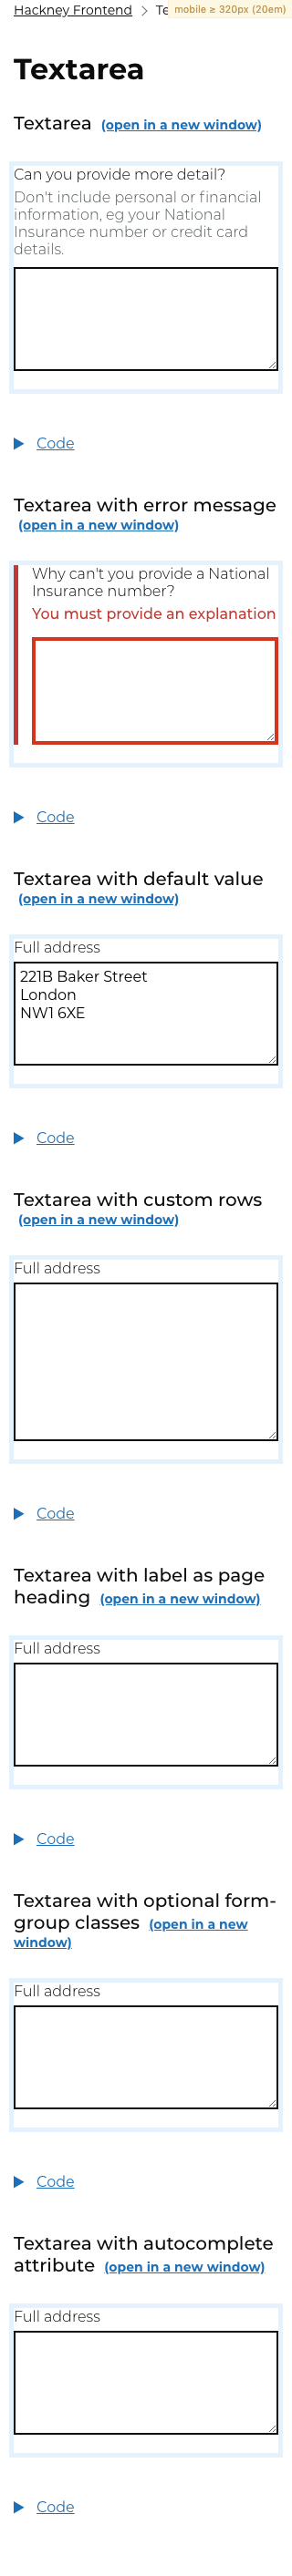 Hackney Frontend
mobile ≥ 320px (20em)
Textarea
Textarea (open in a new window)
Can you provide more detail?
Don't include personal or financial
information, eg your National
Insurance number or credit card
details.
Code
Textarea with error message
(open in a new window)
Why can't you provide a National
Insurance number?
You must provide an explanation
Code
Textarea with default value
(open in a new window)
Full address
221B Baker Street
London
NW1 6XE
Code
Textarea with custom rows
(open in a new window)
Full address
Code
Textarea with label as page
heading (open in a new window)
Full address
Code
Textarea with optional form-
group classes (open in a new
window)
Full address
Code
Textarea with autocomplete
attribute (open in a new window)
Full address
Code